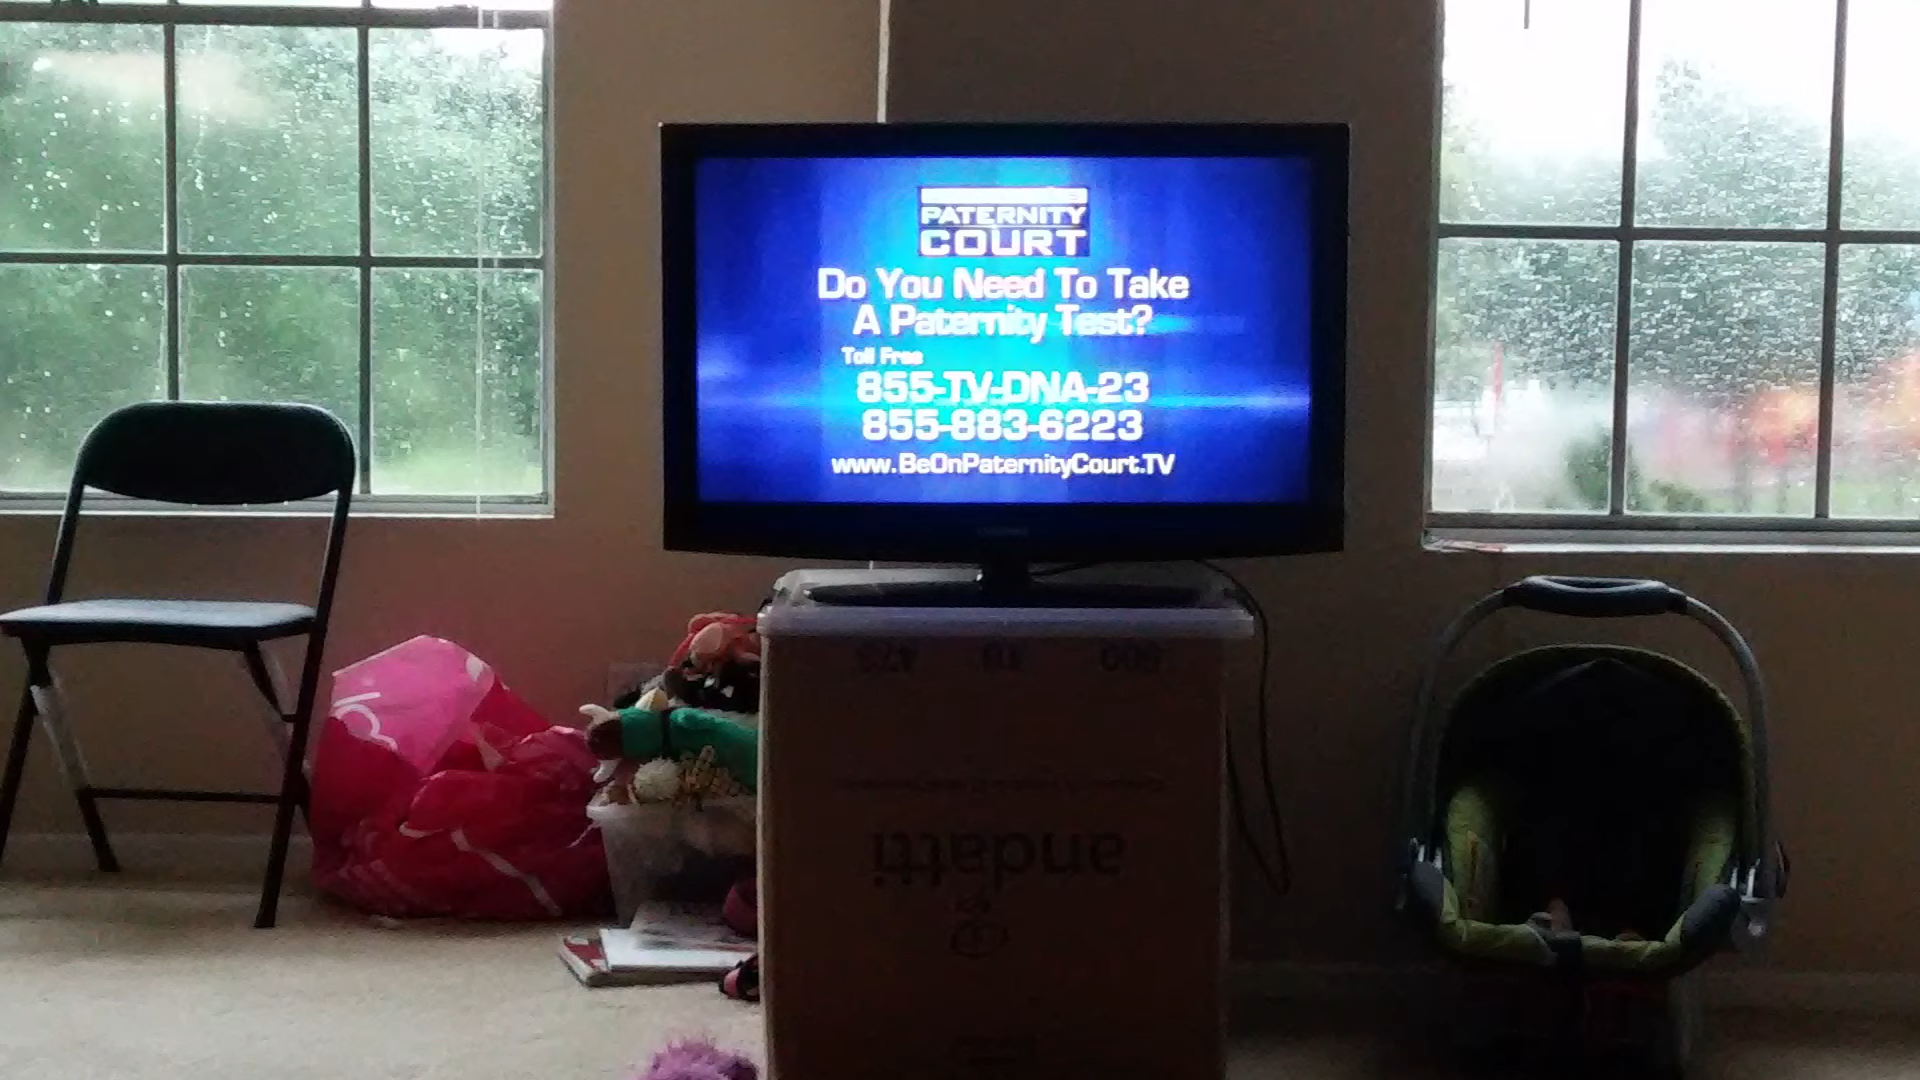 PATERNITY
COURT
Do You Need To Take
A Paternity Test?
Toll Free
855-TV-DNA-23
855-883-6223
www.BeOnPaternityCourt.TV
andatti